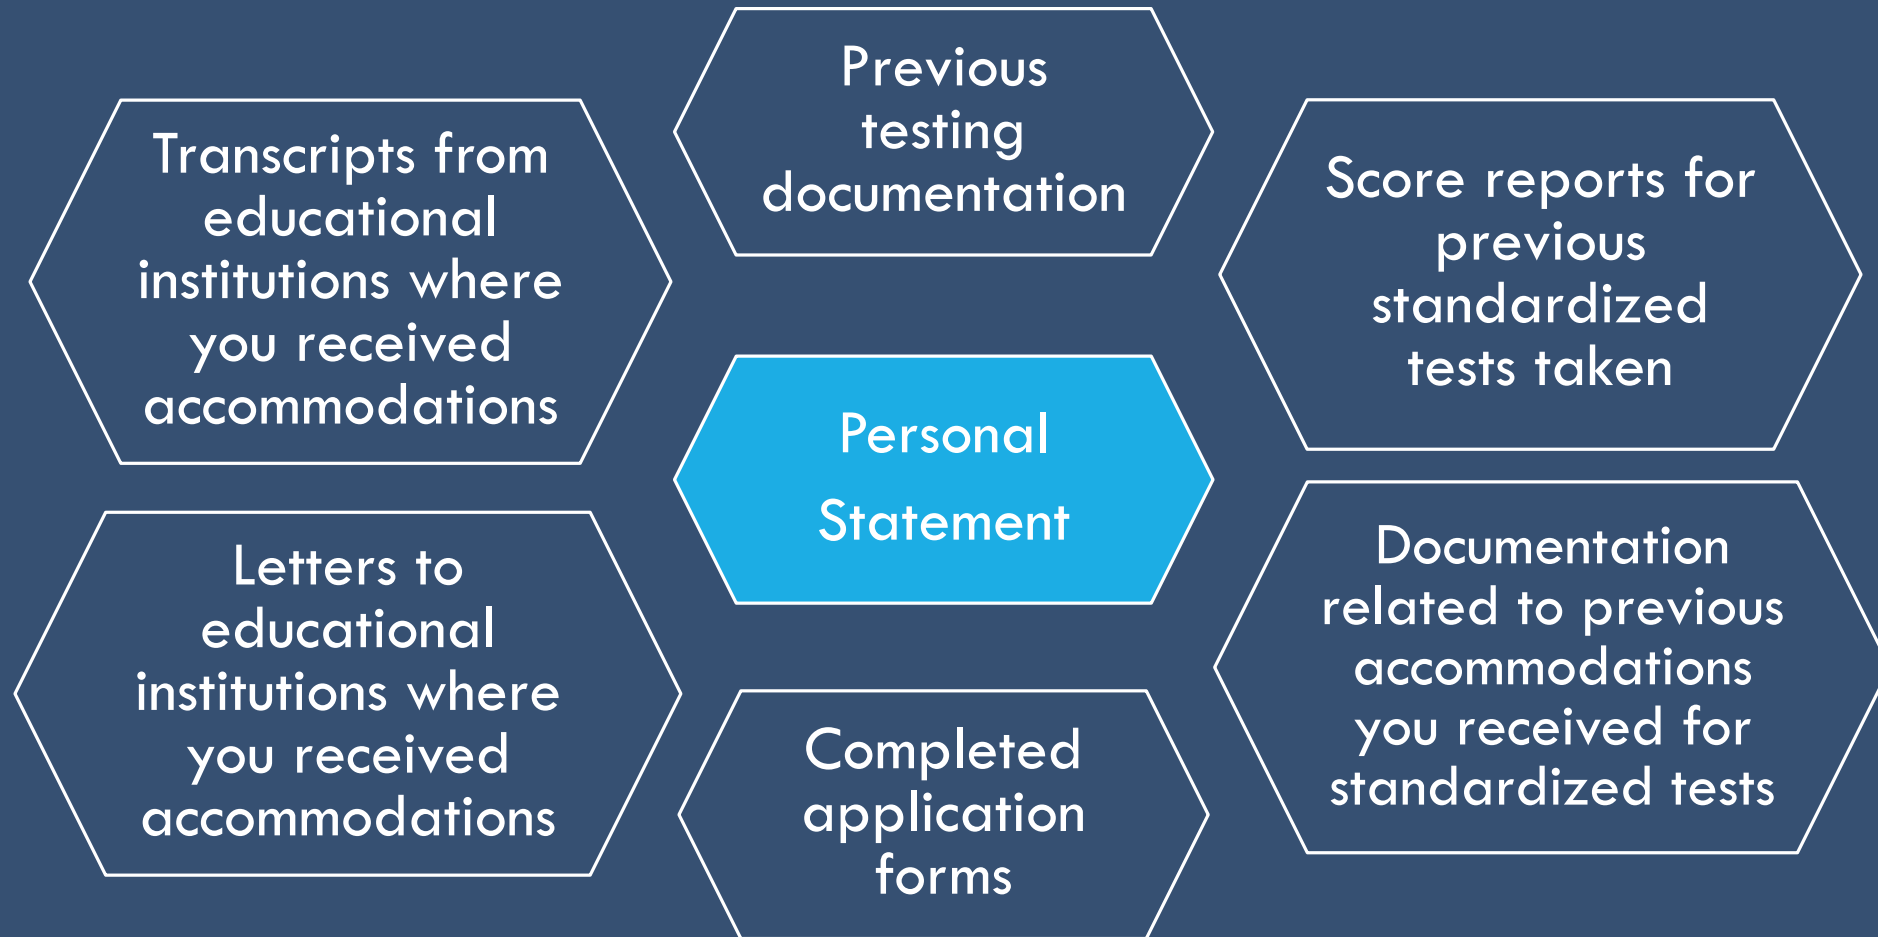 Transcripts from
educational
institutions where
you received
accommodations
Previous
testing
documentation
Score reports for
previous
standardized
tests taken
Personal
Statement
Letters to
educational
institutions where
you received
accommodations
Completed
application
forms
Documentation
related to previous
accommodations
you received for
standardized tests